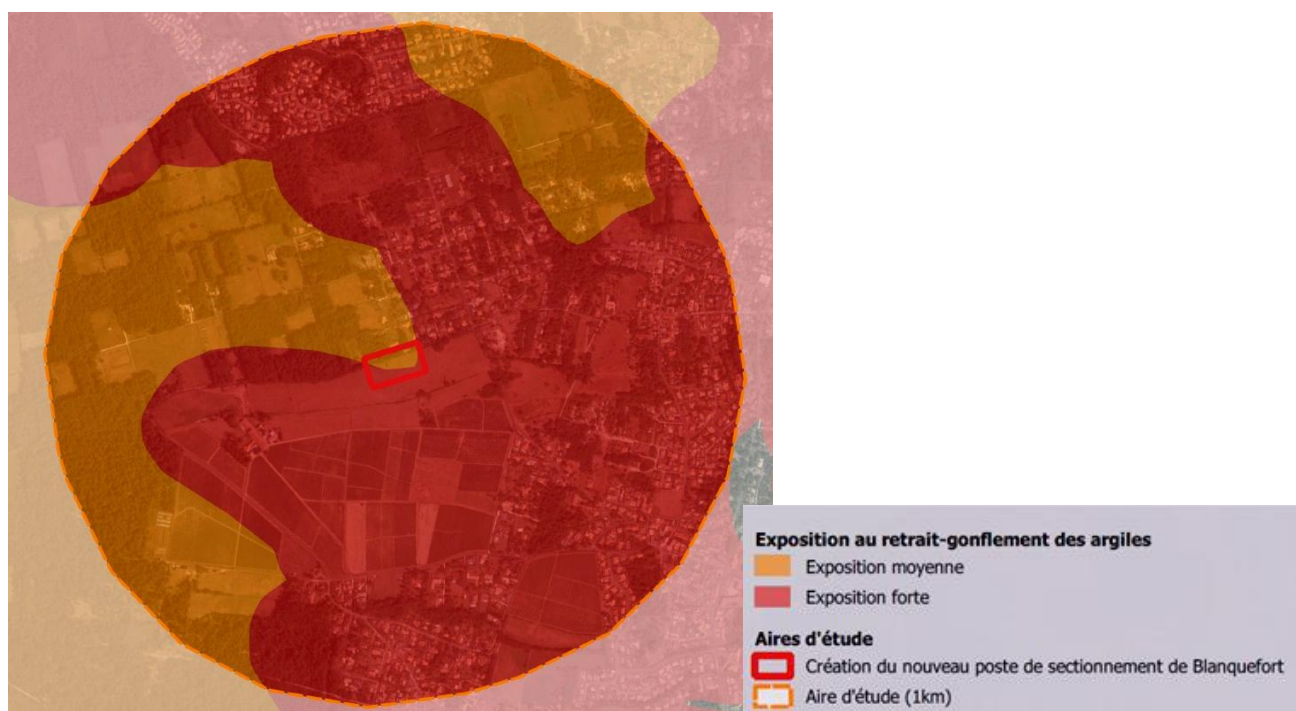 Exposition au retrait-gonflement des argiles
Exposition moyenne
Exposition forte
Aires d'étude
Création du nouveau poste de sectionnement de Blanquefort
Aire d'étude (1km)